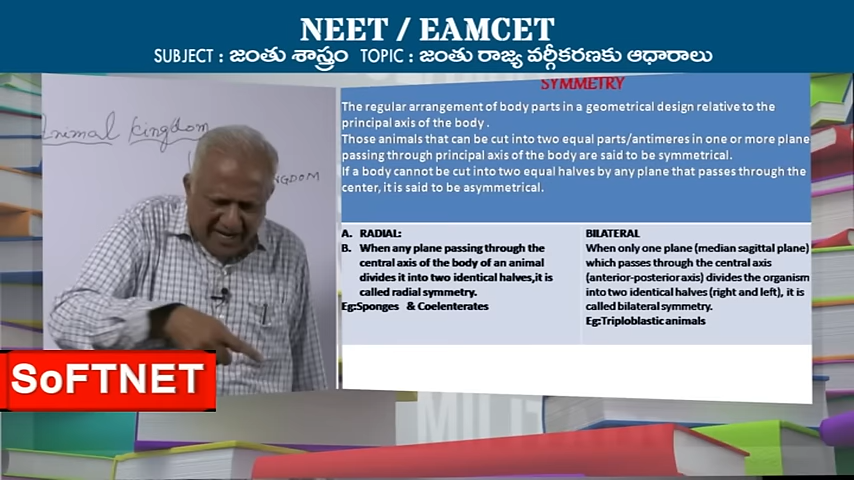 NEET / EAMCET
SUBJECT : జంతు శాస్త్రం TOPIC : జంతు రాజ్య వర్గీకరణకు ఆధారాలు
Animal kingdom
NGDOM
SYMMETRY
The regular arrangement of body parts in a geometrical design relative to the
principal axis of the body .
Those animals that can be cut into two equal parts/antimeres in one or more plane
passing through principal axis of the body are said to be symmetrical.
If a body cannot be cut into two equal halves by any plane that passes through the
center, it is said to be asymmetrical.
A. RADIAL:
B. When any plane passing through the
central axis of the body of an animal
divides it into two identical halves,it is
called radial symmetry.
Eg:Sponges & Coelenterates
BILATERAL
When only one plane (median sagittal plane)
which passes through the central axis
(anterior-posterior axis) divides the organism
into two identical halves (right and left), it is
called bilateral symmetry.
Eg:Triploblastic animals
SoFTNET